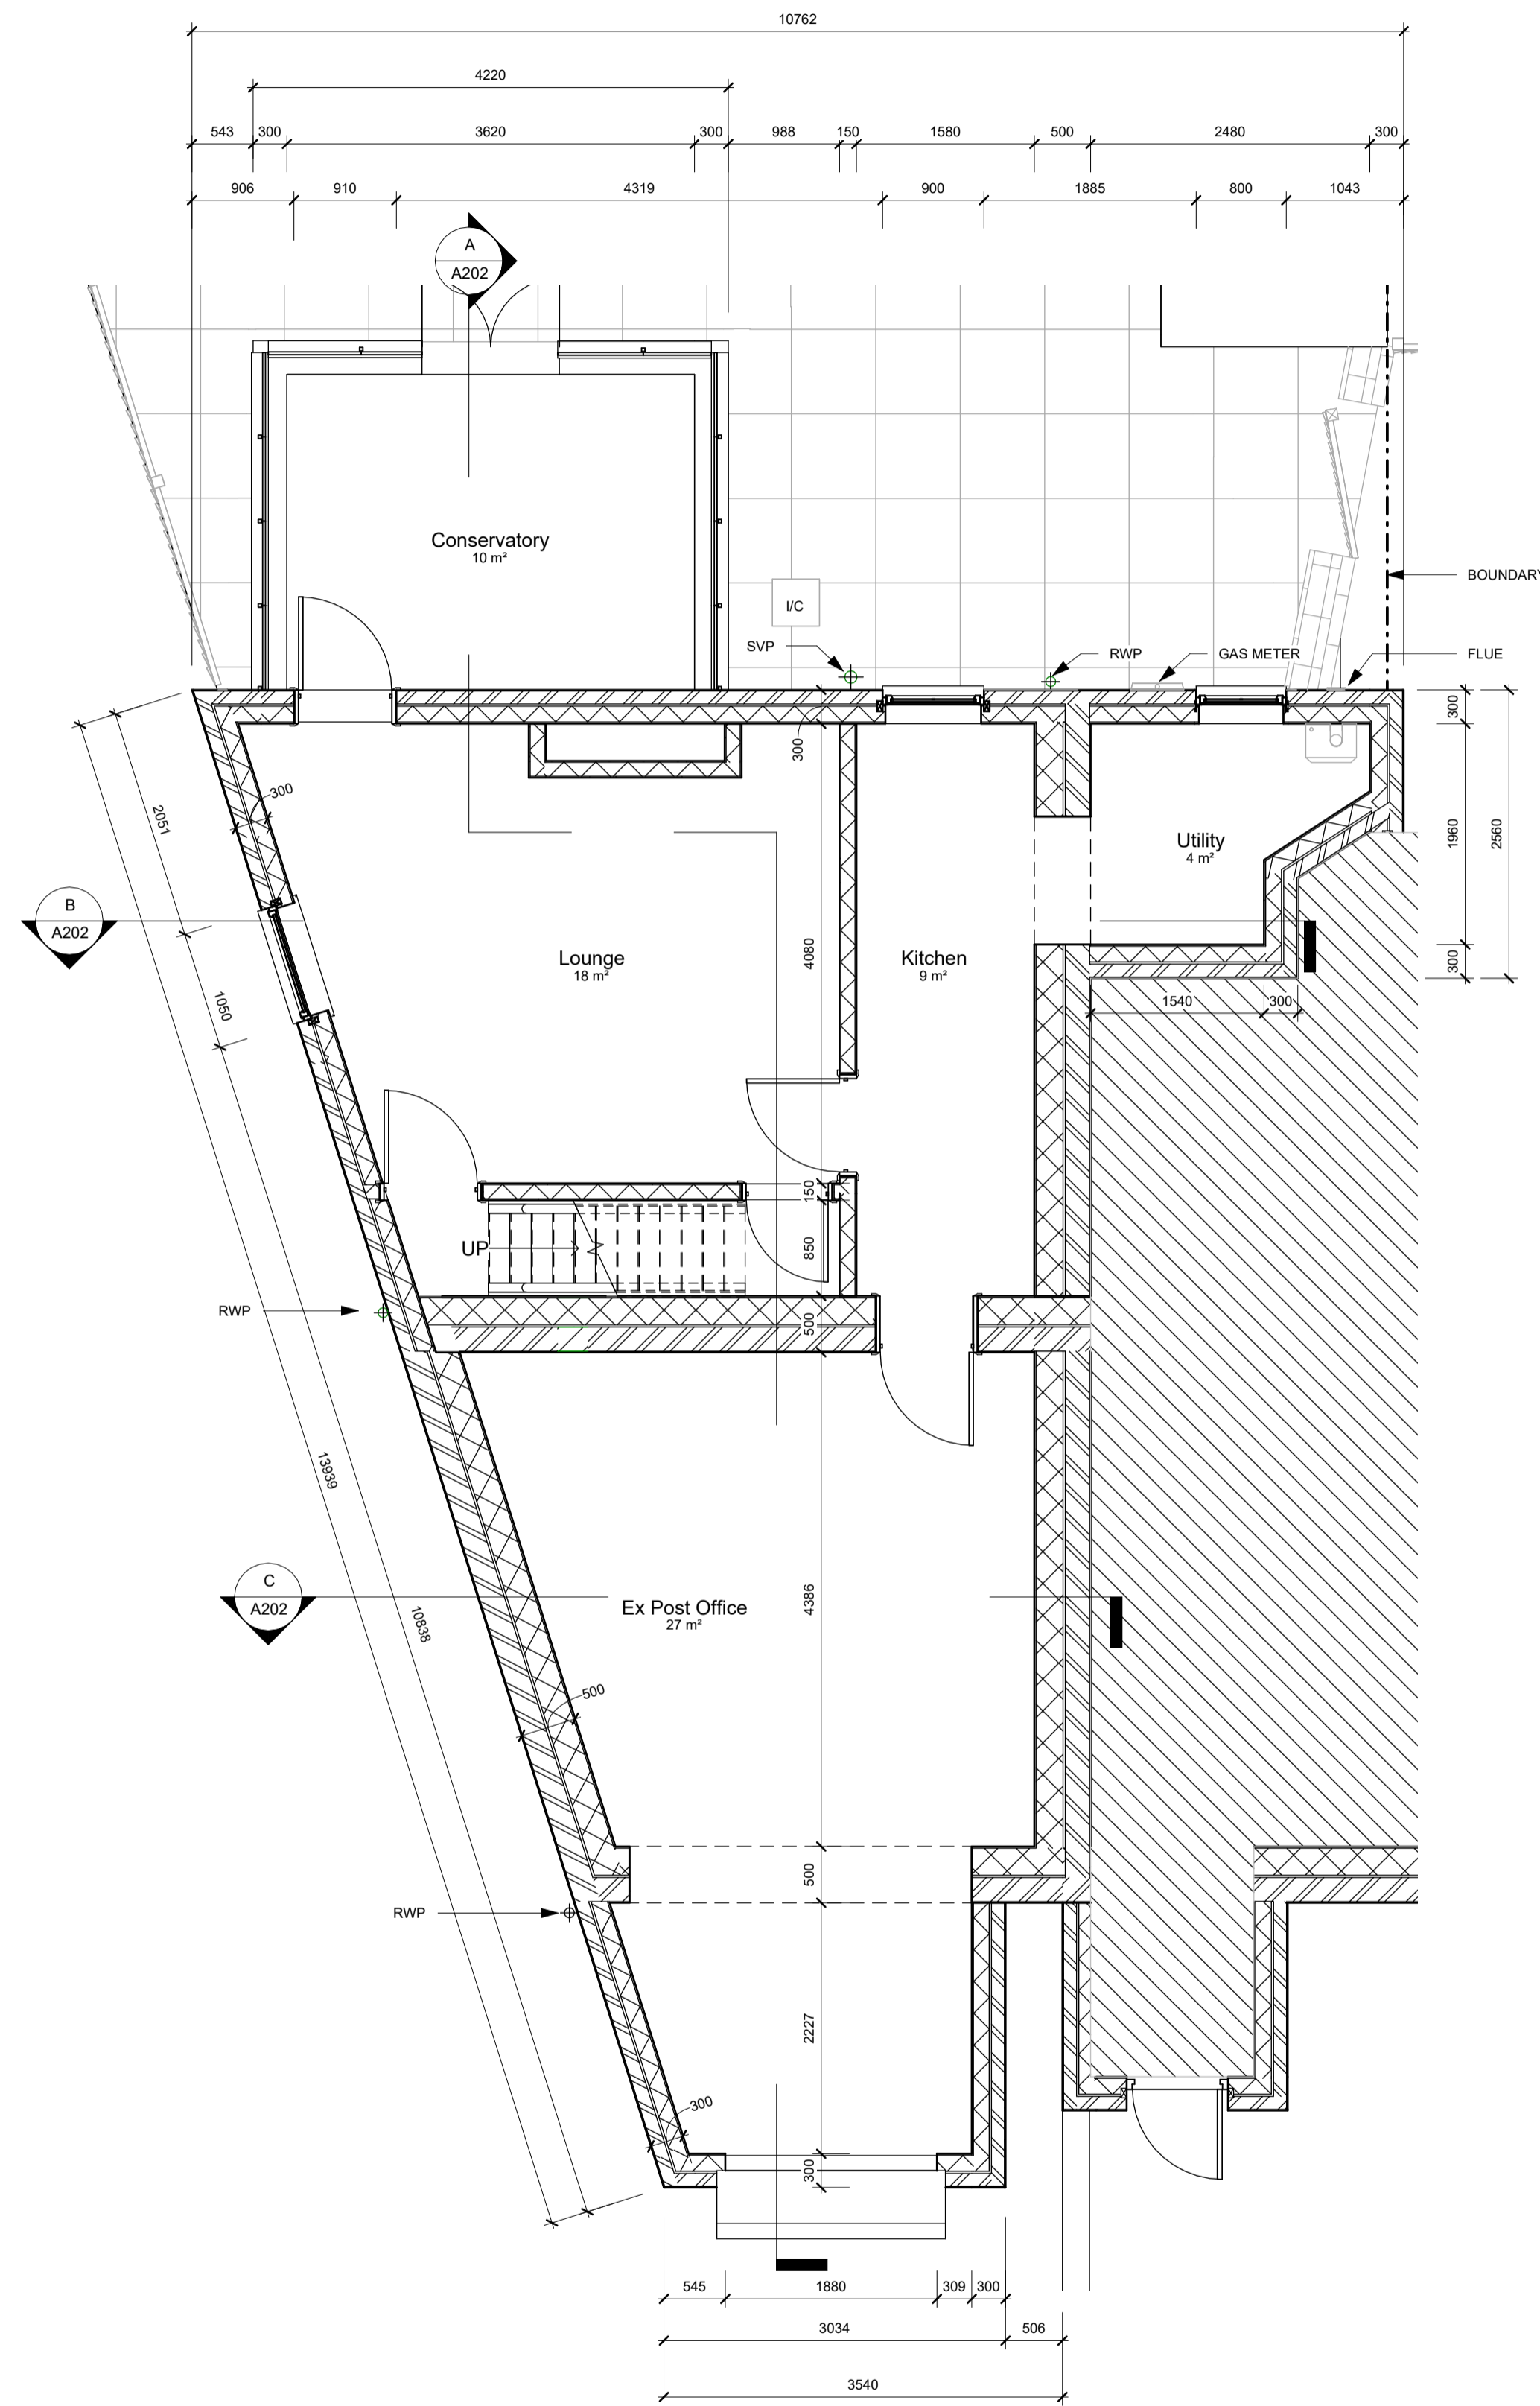 10762
4220
543 300 3620 300 988 150 1580 500 2480 300
906 910 4319 900 1885 800 1043
A
A202
Conservatory
10 m²
BOUNDARY
I/C
SVP
RWP
GAS METER
FLUE
300
300
300
2051
Utility
4 m²
1960
2560
B
A202
Lounge
18 m²
4080
Kitchen
9 m²
300
1050
1540
300
150
UP
850
RWP
500
13939
10838
C
A202
Ex Post Office
27 m²
4386
500
500
RWP
2227
300
300
545 1880 309 300
3034 506
3540